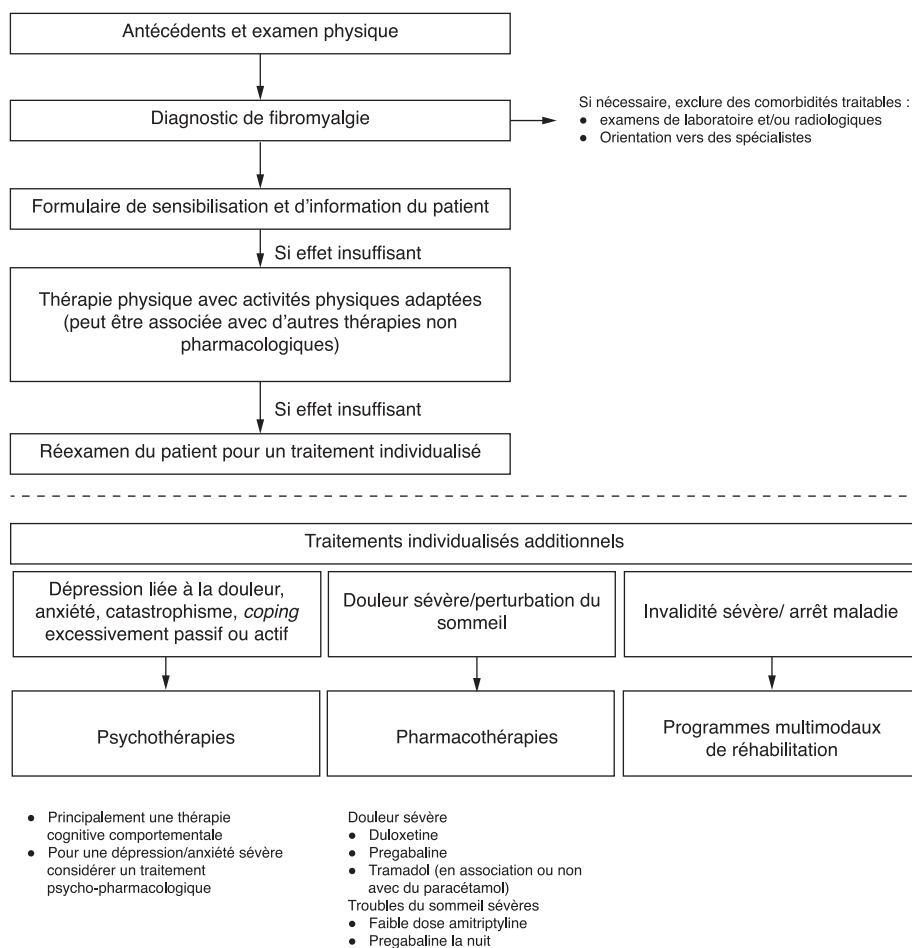 Antécédents et examen physique
Diagnostic de fibromyalgie
Si nécessaire, exclure des comorbidités traitables :
● examens de laboratoire et/ou radiologiques
● Orientation vers des spécialistes
Formulaire de sensibilisation et d'information du patient
Si effet insuffisant
Thérapie physique avec activités physiques adaptées
(peut être associée avec d'autres thérapies non
pharmacologiques)
Si effet insuffisant
Réexamen du patient pour un traitement individualisé
Traitements individualisés additionnels
Dépression liée à la douleur,
anxiété, catastrophisme, coping
excessivement passif ou actif
Douleur sévère/perturbation du
sommeil
Invalidité sévère/ arrêt maladie
Psychothérapies
Pharmacothérapies
Programmes multimodaux
de réhabilitation
● Principalement une thérapie
cognitive comportementale
● Pour une dépression/anxiété sévère
considérer un traitement
psycho-pharmacologique
Douleur sévère
● Duloxetine
● Pregabaline
● Tramadol (en association ou non
avec du paracétamol)
Troubles du sommeil sévères
● Faible dose amitriptyline
● Pregabaline la nuit